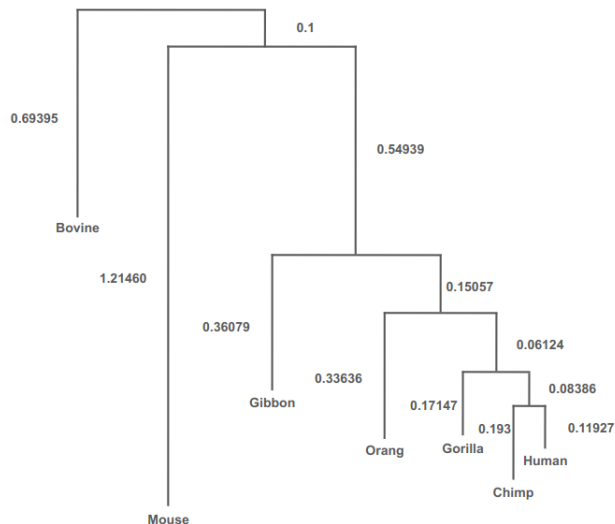 0.1
0.69395
0.54939
Bovine
1.21460
0.15057
0.36079
0.06124
0.33636
0.08386
Gibbon
0.17147
0.193
0.11927
Orang
Gorilla
Human
Chimp
Mouse